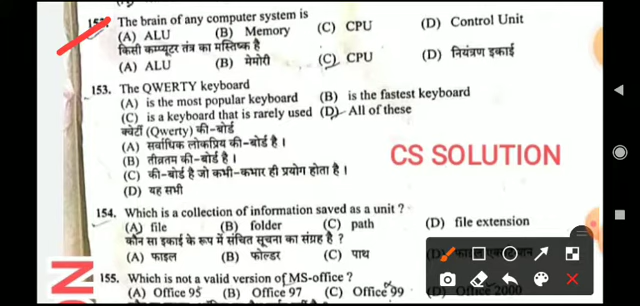 152. The brain of any computer system is
(A) ALU (B) Memory (C) CPU (D) Control Unit
किसी कम्प्यूटर तंत्र का मस्तिष्क है
(A) ALU (B) मेमोरी (C) CPU (D) नियंत्रण इकाई
153. The QWERTY keyboard
(A) is the most popular keyboard (B) is the fastest keyboard
(C) is a keyboard that is rarely used (D) All of these
क्वेर्टी (Qwerty) की-बोर्ड
(A) सर्वाधिक लोकप्रिय की-बोर्ड है।
(B) तीव्रतम की-बोर्ड है।
(C) की-बोर्ड है जो कभी-कभार ही प्रयोग होता है।
(D) यह सभी
CS SOLUTION
154. Which is a collection of information saved as a unit ?
(A) file (B) folder (C) path (D) file extension
कौन सा इकाई के रूप में संचित सूचना का संग्रह है ?
(A) फाइल (B) फोल्डर (C) पाथ (D) फाइल
155. Which is not a valid version of MS-office ?
(A) Office 95 (B) Office 97 (C) Office 99 (D) Office 2000
ON